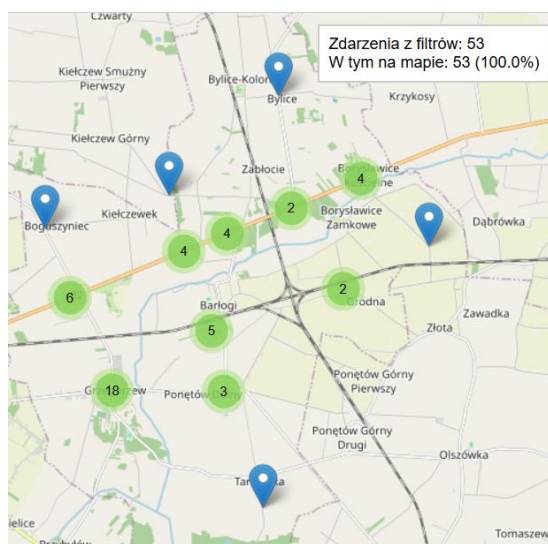 Zdarzenia z filtrów: 53
W tym na mapie: 53 (100.0%)
Czwarty
Kiełczew Smużny
Pierwszy
Bylice-Kolon
Bylice
Krzykosy
Kiełczew Górny
Zabłocie
Borysławice
4
Kiełczewek
2
Borysławice
Zamkowe
Dąbrówka
Boguszyniec
4
4
6
2
Grodna
Zawadka
Barłogi
5
Złota
18
Ponętów
3
Ponętów Górny
Pierwszy
Ponętów Górny
Drugi
Olszówka
Tomaszew